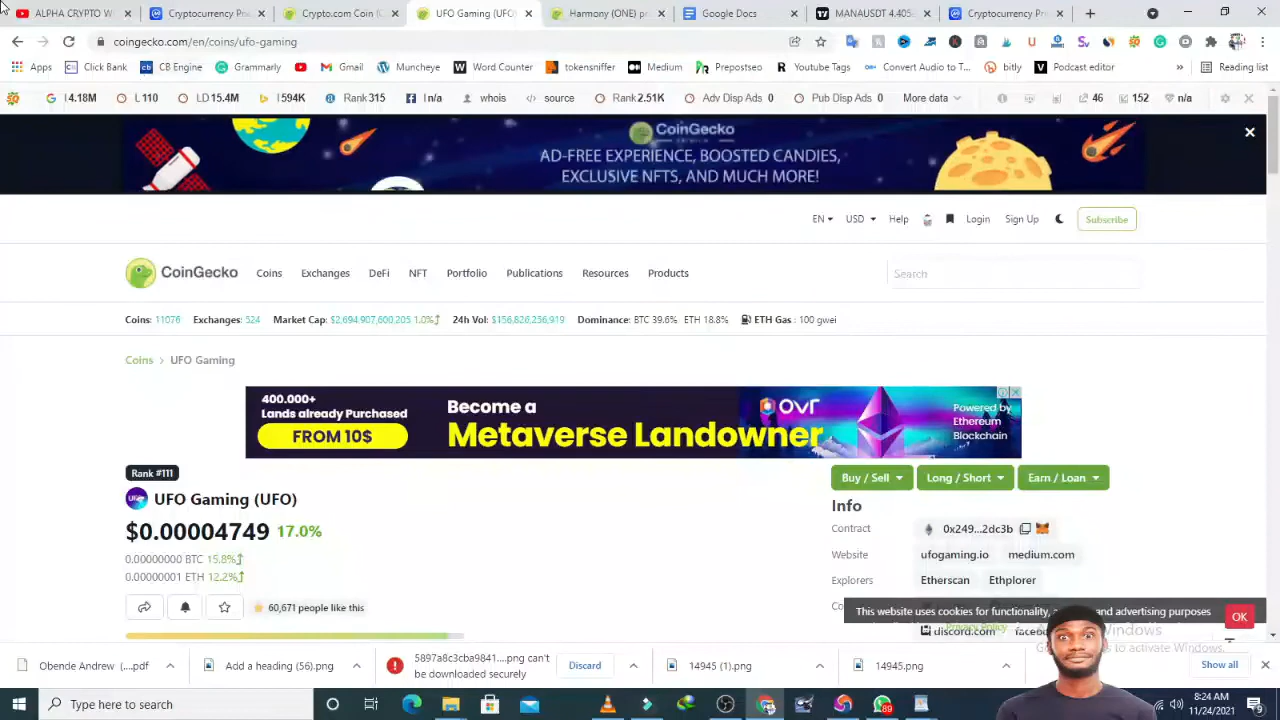 ALPHA CRYPTO W
Cryptocurrency Pric
Crypto.com Coin (C
UFO Gaming (UFO)
Harmony (ONE) pr
Google Docs
MANAUSDT 4.405
Cryptocurrency Pr
coingecko.com/en/coins/ufo-gaming
Apps Click Bank CB Engine Grammarly Gmail Muncheye Word Counter tokensniffer Medium Prepostseo Youtube Tags Convert Audio to T... bitly Podcast editor » Reading list
I 4.18M L 110 LD 15.4M I 594K Rank 315 I n/a whois source Rank 2.51K Adv Disp Ads 0 Pub Disp Ads 0 More data 46 152 n/a
CoinGecko
AD-FREE EXPERIENCE, BOOSTED CANDIES,
EXCLUSIVE NFTS, AND MUCH MORE!
EN USD Help Login Sign Up Subscribe
CoinGecko Coins Exchanges DeFi NFT Portfolio Publications Resources Products Search
Coins: 11076 Exchanges: 524 Market Cap: $2,694,907,600,205 1.0% 24h Vol: $156,826,256,919 Dominance: BTC 39.6% ETH 18.8% ETH Gas : 100 gwei
Coins > UFO Gaming
400.000+
Lands already Purchased
FROM 10$
Become a
Metaverse Landowner
OVR
Powered by
Ethereum
Blockchain
Rank #111
UFO Gaming (UFO)
$0.00004749 17.0%
0.00000000 BTC 15.8%
0.00000001 ETH 12.2%
60,671 people like this
Buy / Sell Long / Short Earn / Loan
Info
Contract 0x249...2dc3b
Website ufogaming.io medium.com
Explorers Etherscan Ethplorer
discord.com
This website uses cookies for functionality, and advertising purposes OK
Privacy Policy
Windows
to activate Windows.
Obende Andrew (....pdf
Add a heading (56).png
5897a8c3cba9841....png can't
be downloaded securely
Discard
14945 (1).png
14945.png
Show all
Type here to search
89
8:24 AM
11/24/2021
9